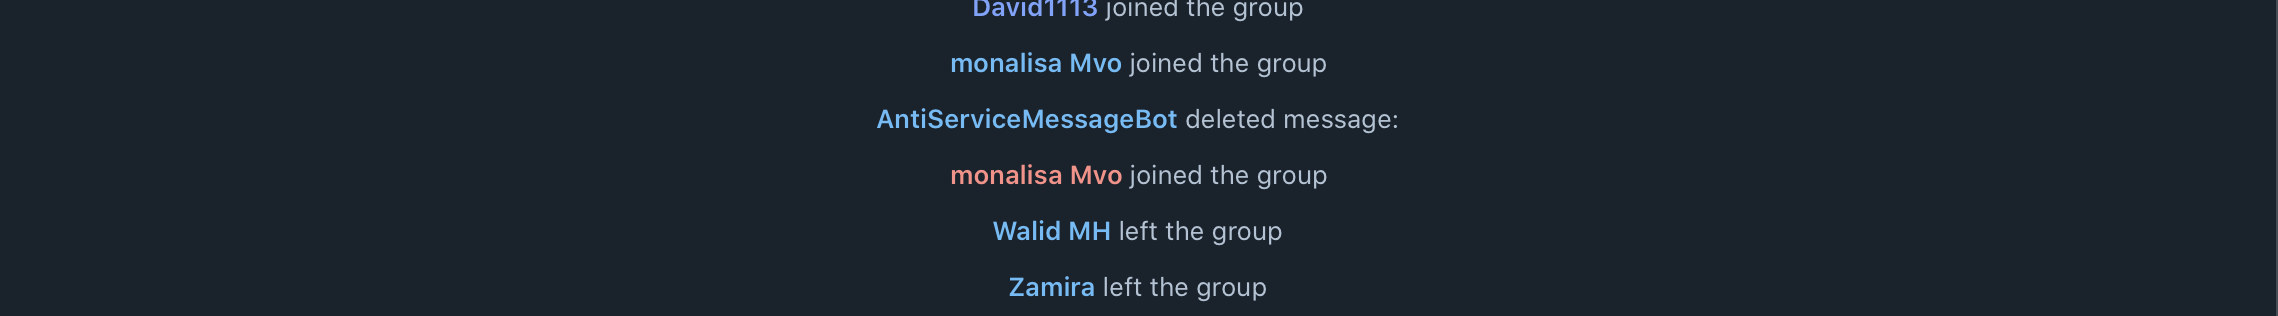 David1113 joined the group
monalisa Mvo joined the group
AntiServiceMessageBot deleted message:
monalisa Mvo joined the group
Walid MH left the group
Zamira left the group